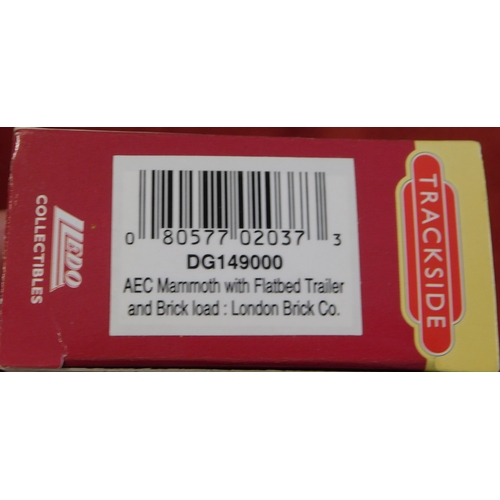 LLEDO
COLLECTIBLES
0 80577 02037 3
DG149000
AEC Mammoth with Flatbed Trailer
and Brick load : London Brick Co.
TRACKSIDE